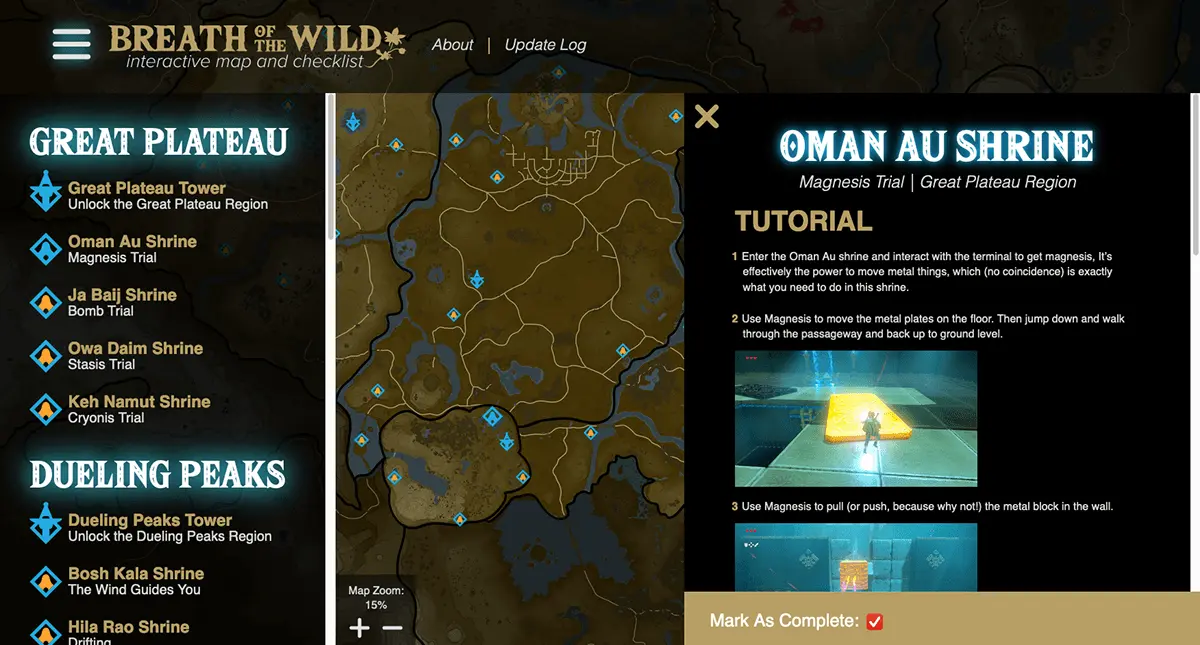 BREATH OF THE WILD
interactive map and checklist
About | Update Log
GREAT PLATEAU
Great Plateau Tower
Unlock the Great Plateau Region
Oman Au Shrine
Magnesis Trial
Ja Baij Shrine
Bomb Trial
Owa Daim Shrine
Stasis Trial
Keh Namut Shrine
Cryonis Trial
DUELING PEAKS
Dueling Peaks Tower
Unlock the Dueling Peaks Region
Bosh Kala Shrine
The Wind Guides You
Hila Rao Shrine
Drifting
Map Zoom:
15%
OMAN AU SHRINE
Magnesis Trial | Great Plateau Region
TUTORIAL
1 Enter the Oman Au shrine and interact with the terminal to get magnesis, It's
effectively the power to move metal things, which (no coincidence) is exactly
what you need to do in this shrine.
2 Use Magnesis to move the metal plates on the floor. Then jump down and walk
through the passageway and back up to ground level.
3 Use Magnesis to pull (or push, because why not!) the metal block in the wall.
Mark As Complete: